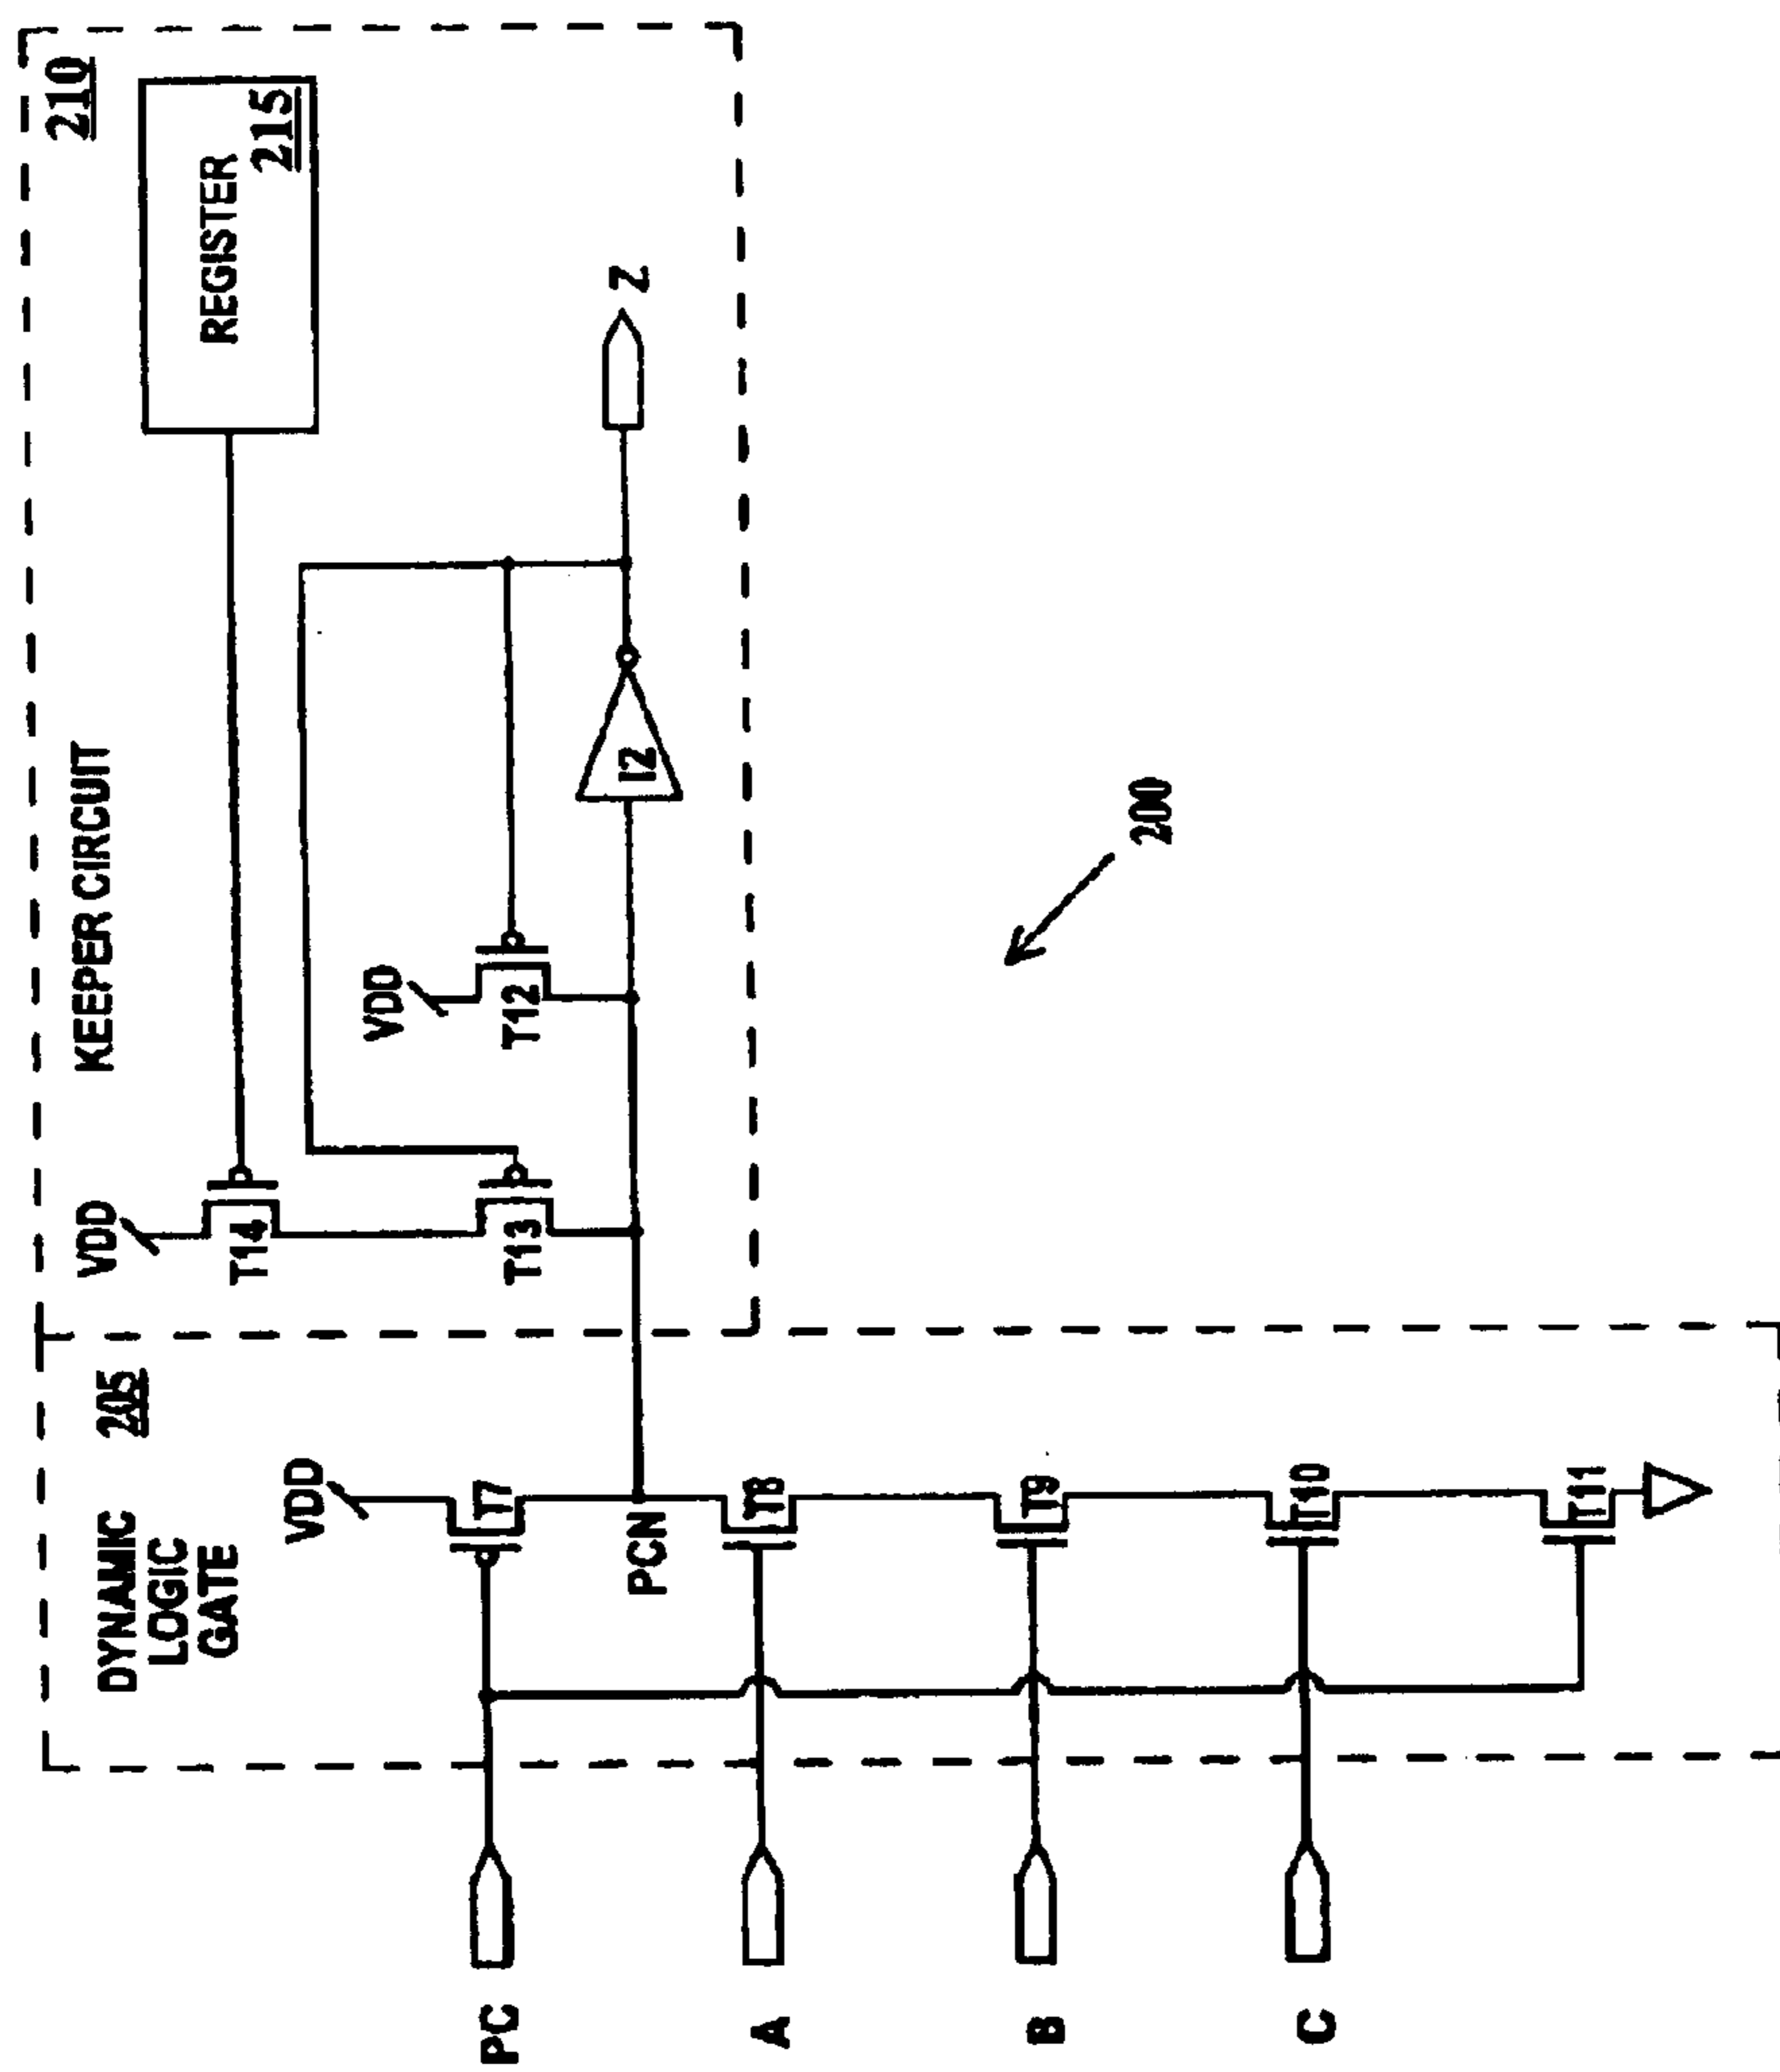 DYNAMIC
LOGIC
GATE
205
KEEPER CIRCUIT
210
REGISTER
215
VDD
T14
VDD
T12
T13
VDD
T7
PCN
T8
T9
T10
T11
I2
Z
PC
A
B
C
200